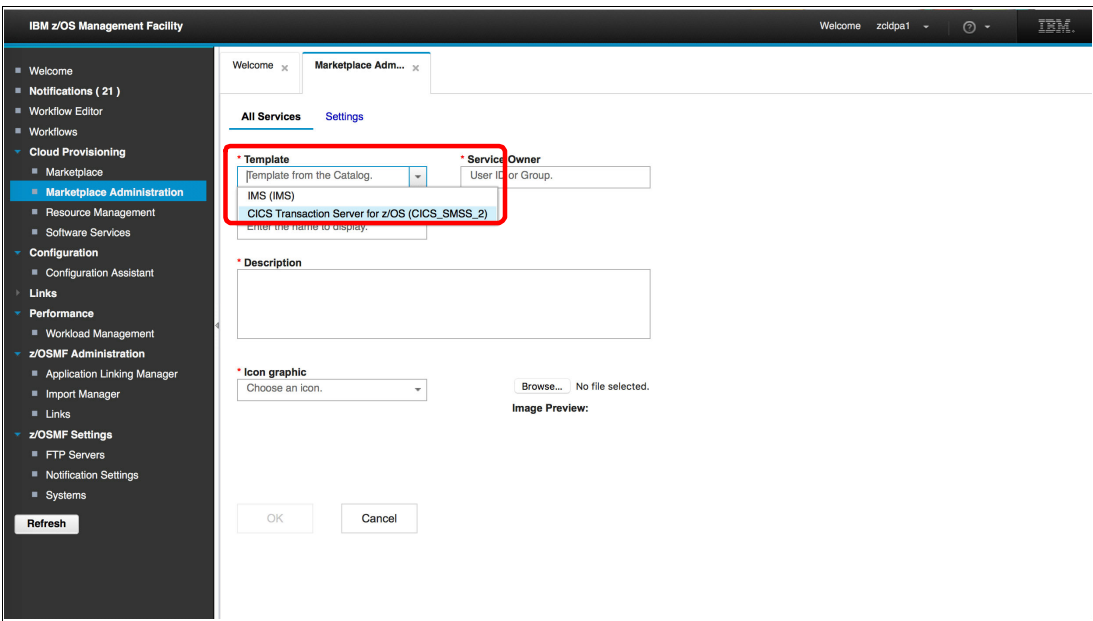 IBM z/OS Management Facility
Welcome zcldpa1
IBM.
Welcome
Notifications ( 21 )
Workflow Editor
Workflows
Cloud Provisioning
Marketplace
Marketplace Administration
Resource Management
Software Services
Configuration
Configuration Assistant
Links
Performance
Workload Management
z/OSMF Administration
Application Linking Manager
Import Manager
Links
z/OSMF Settings
FTP Servers
Notification Settings
Systems
Refresh
Welcome
Marketplace Adm...
All Services
Settings
* Template
* Service Owner
Template from the Catalog.
User ID or Group.
IMS (IMS)
CICS Transaction Server for z/OS (CICS_SMSS_2)
Enter the name to display.
* Description
* Icon graphic
Choose an icon.
Browse... No file selected.
Image Preview:
OK
Cancel